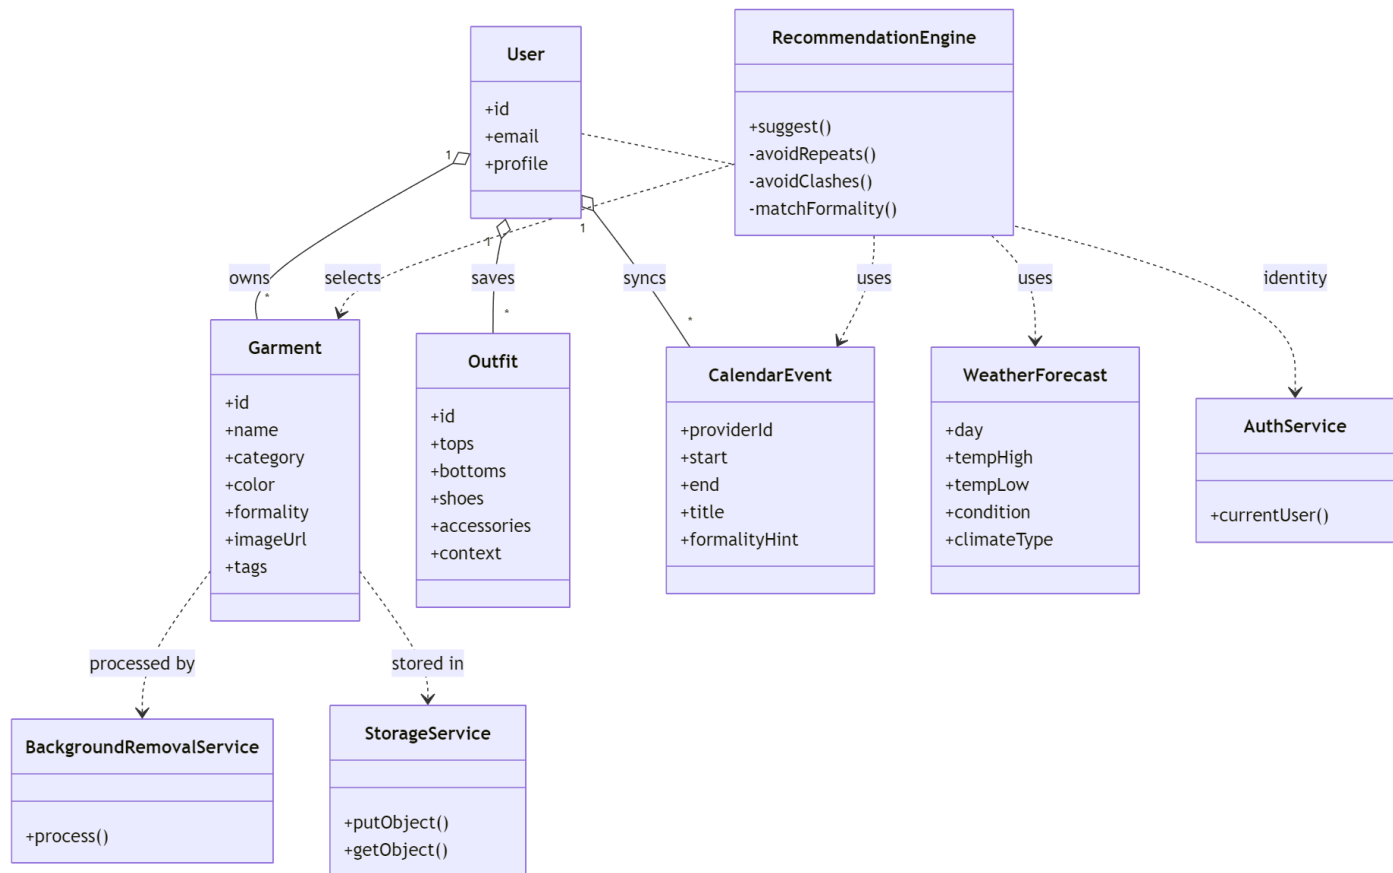 User
+id
+email
+profile
RecommendationEngine
+suggest()
-avoidRepeats()
-avoidClashes()
-matchFormality()
1
1
1
owns
*
selects
saves
*
syncs
*
uses
uses
identity
Garment
+id
+name
+category
+color
+formality
+imageUrl
+tags
Outfit
+id
+tops
+bottoms
+shoes
+accessories
+context
CalendarEvent
+providerId
+start
+end
+title
+formalityHint
WeatherForecast
+day
+tempHigh
+tempLow
+condition
+climateType
AuthService
+currentUser()
processed by
stored in
BackgroundRemovalService
+process()
StorageService
+putObject()
+getObject()